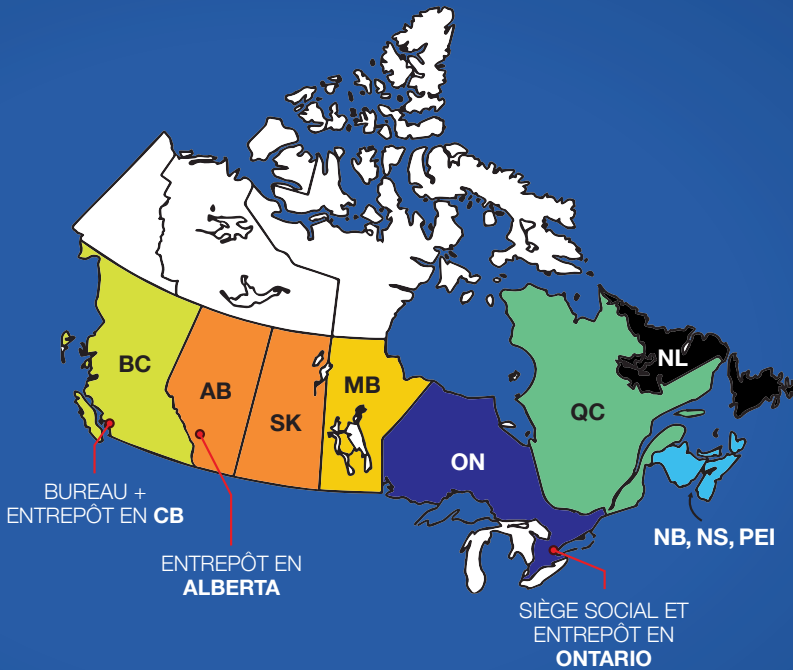 BC
AB
SK
MB
ON
QC
NL
NB, NS, PEI
BUREAU +
ENTREPÔT EN CB
ENTREPÔT EN
ALBERTA
SIÈGE SOCIAL ET
ENTREPÔT EN
ONTARIO